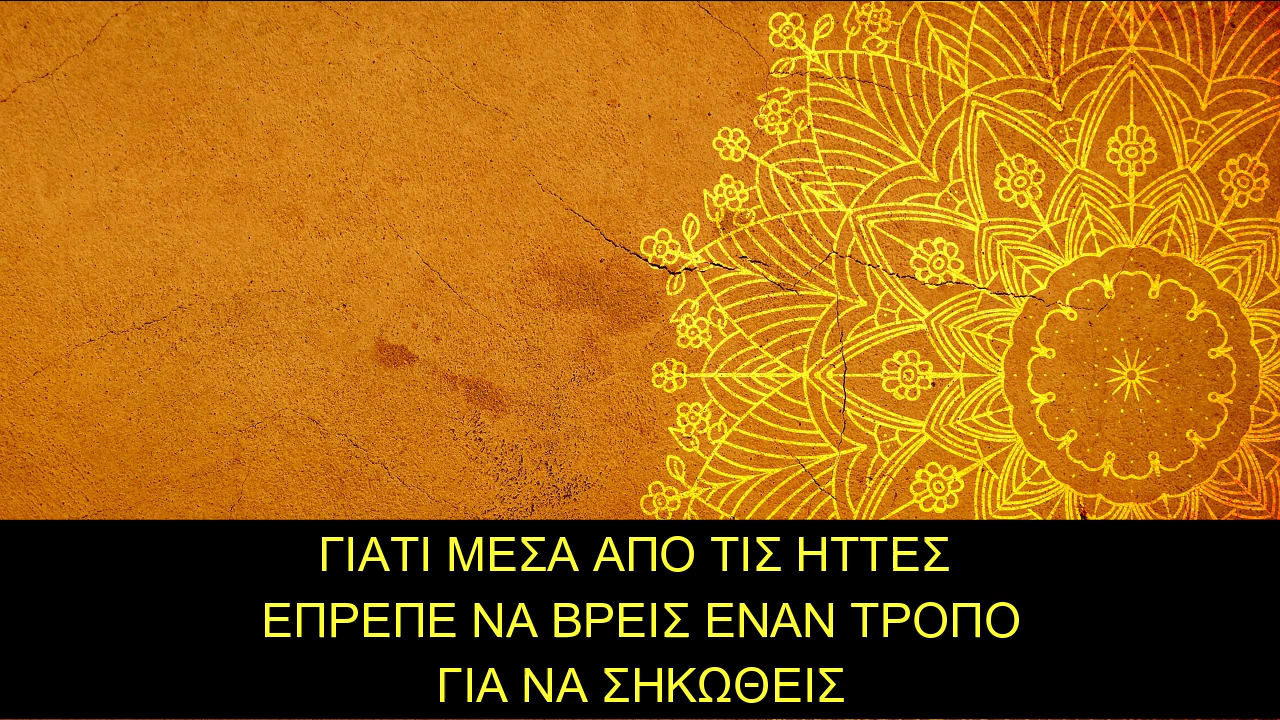 ΓΙΑΤΙ ΜΕΣΑ ΑΠΟ ΤΙΣ ΗΤΤΕΣ
ΕΠΡΕΠΕ ΝΑ ΒΡΕΙΣ ΕΝΑΝ ΤΡΟΠΟ
ΓΙΑ ΝΑ ΣΗΚΩΘΕΙΣ